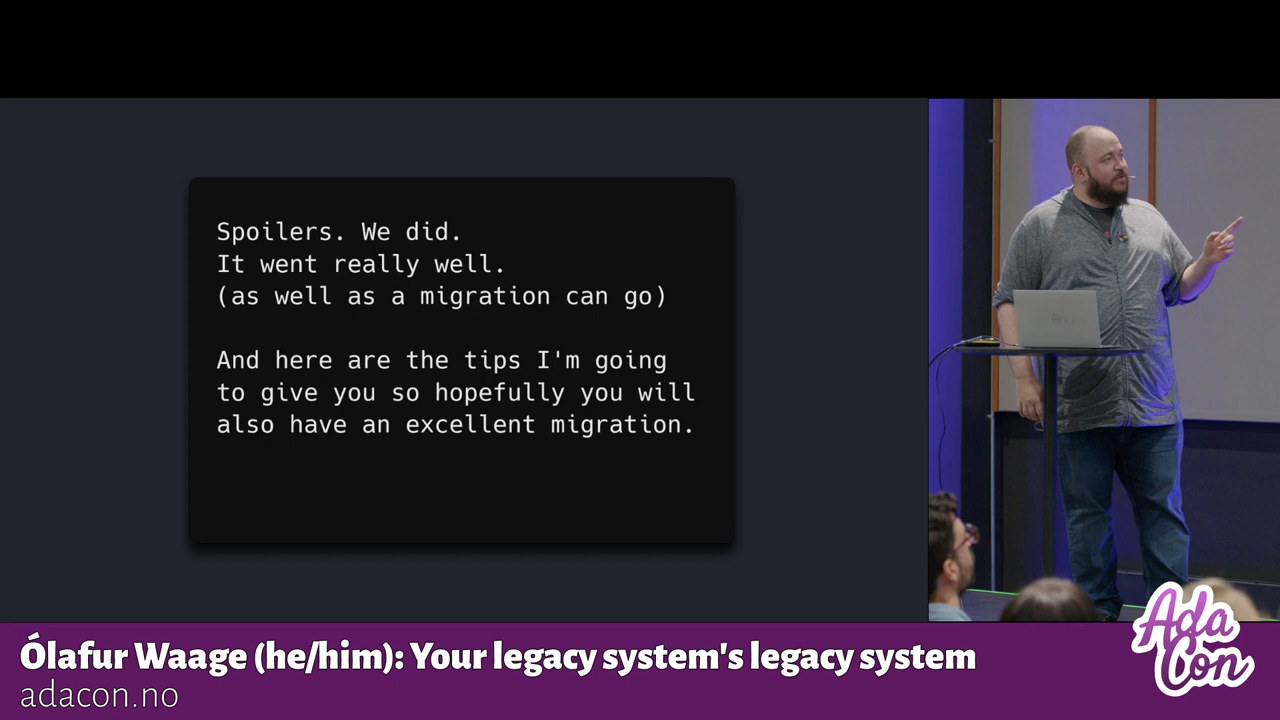 Spoilers. We did.
It went really well.
(as well as a migration can go)
And here are the tips I'm going
to give you so hopefully you will
also have an excellent migration.
Ólafur Waage (he/him): Your legacy system's legacy system
adacon.no
Ada
Con